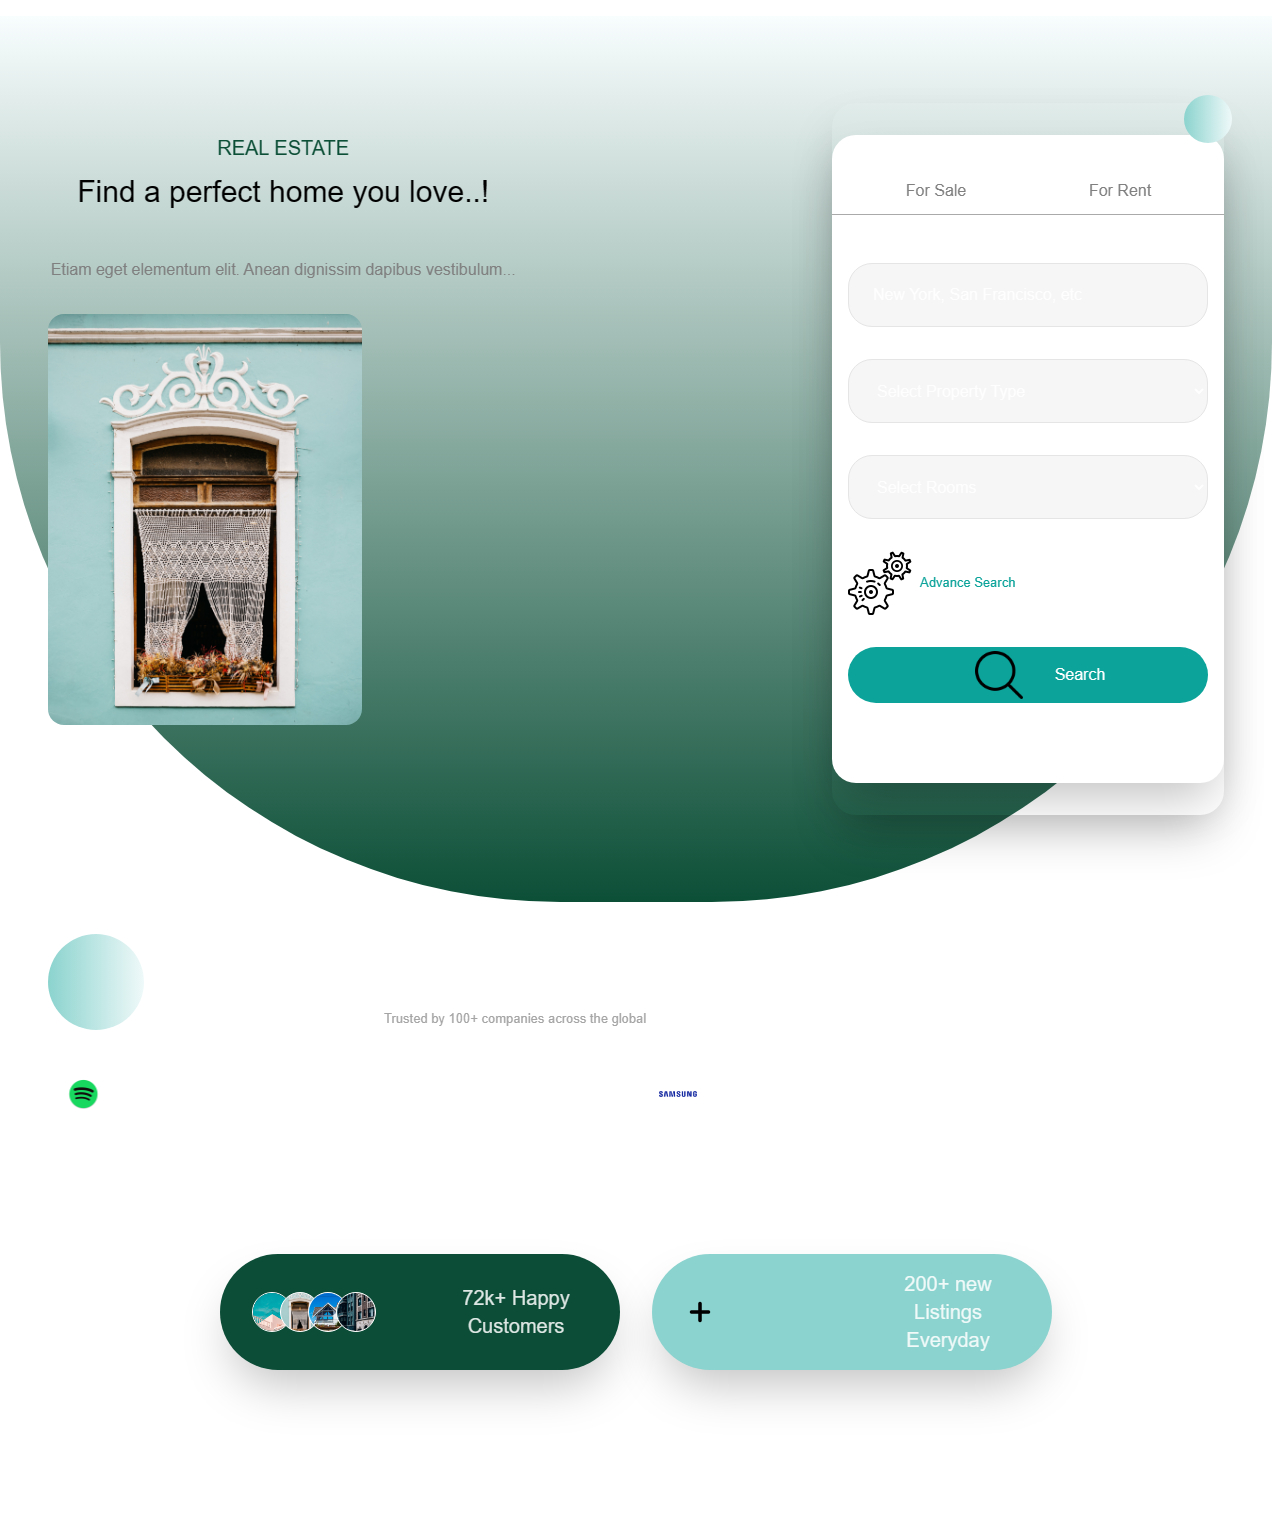 REAL ESTATE
Find a perfect home you love..!
Etiam eget elementum elit. Anean dignissim dapibus vestibulum...
For Sale
For Rent
New York, San Francisco, etc
Select Property Type
Select Rooms
Advance Search
Search
Trusted by 100+ companies across the global
SAMSUNG
72k+ Happy
Customers
200+ new
Listings
Everyday